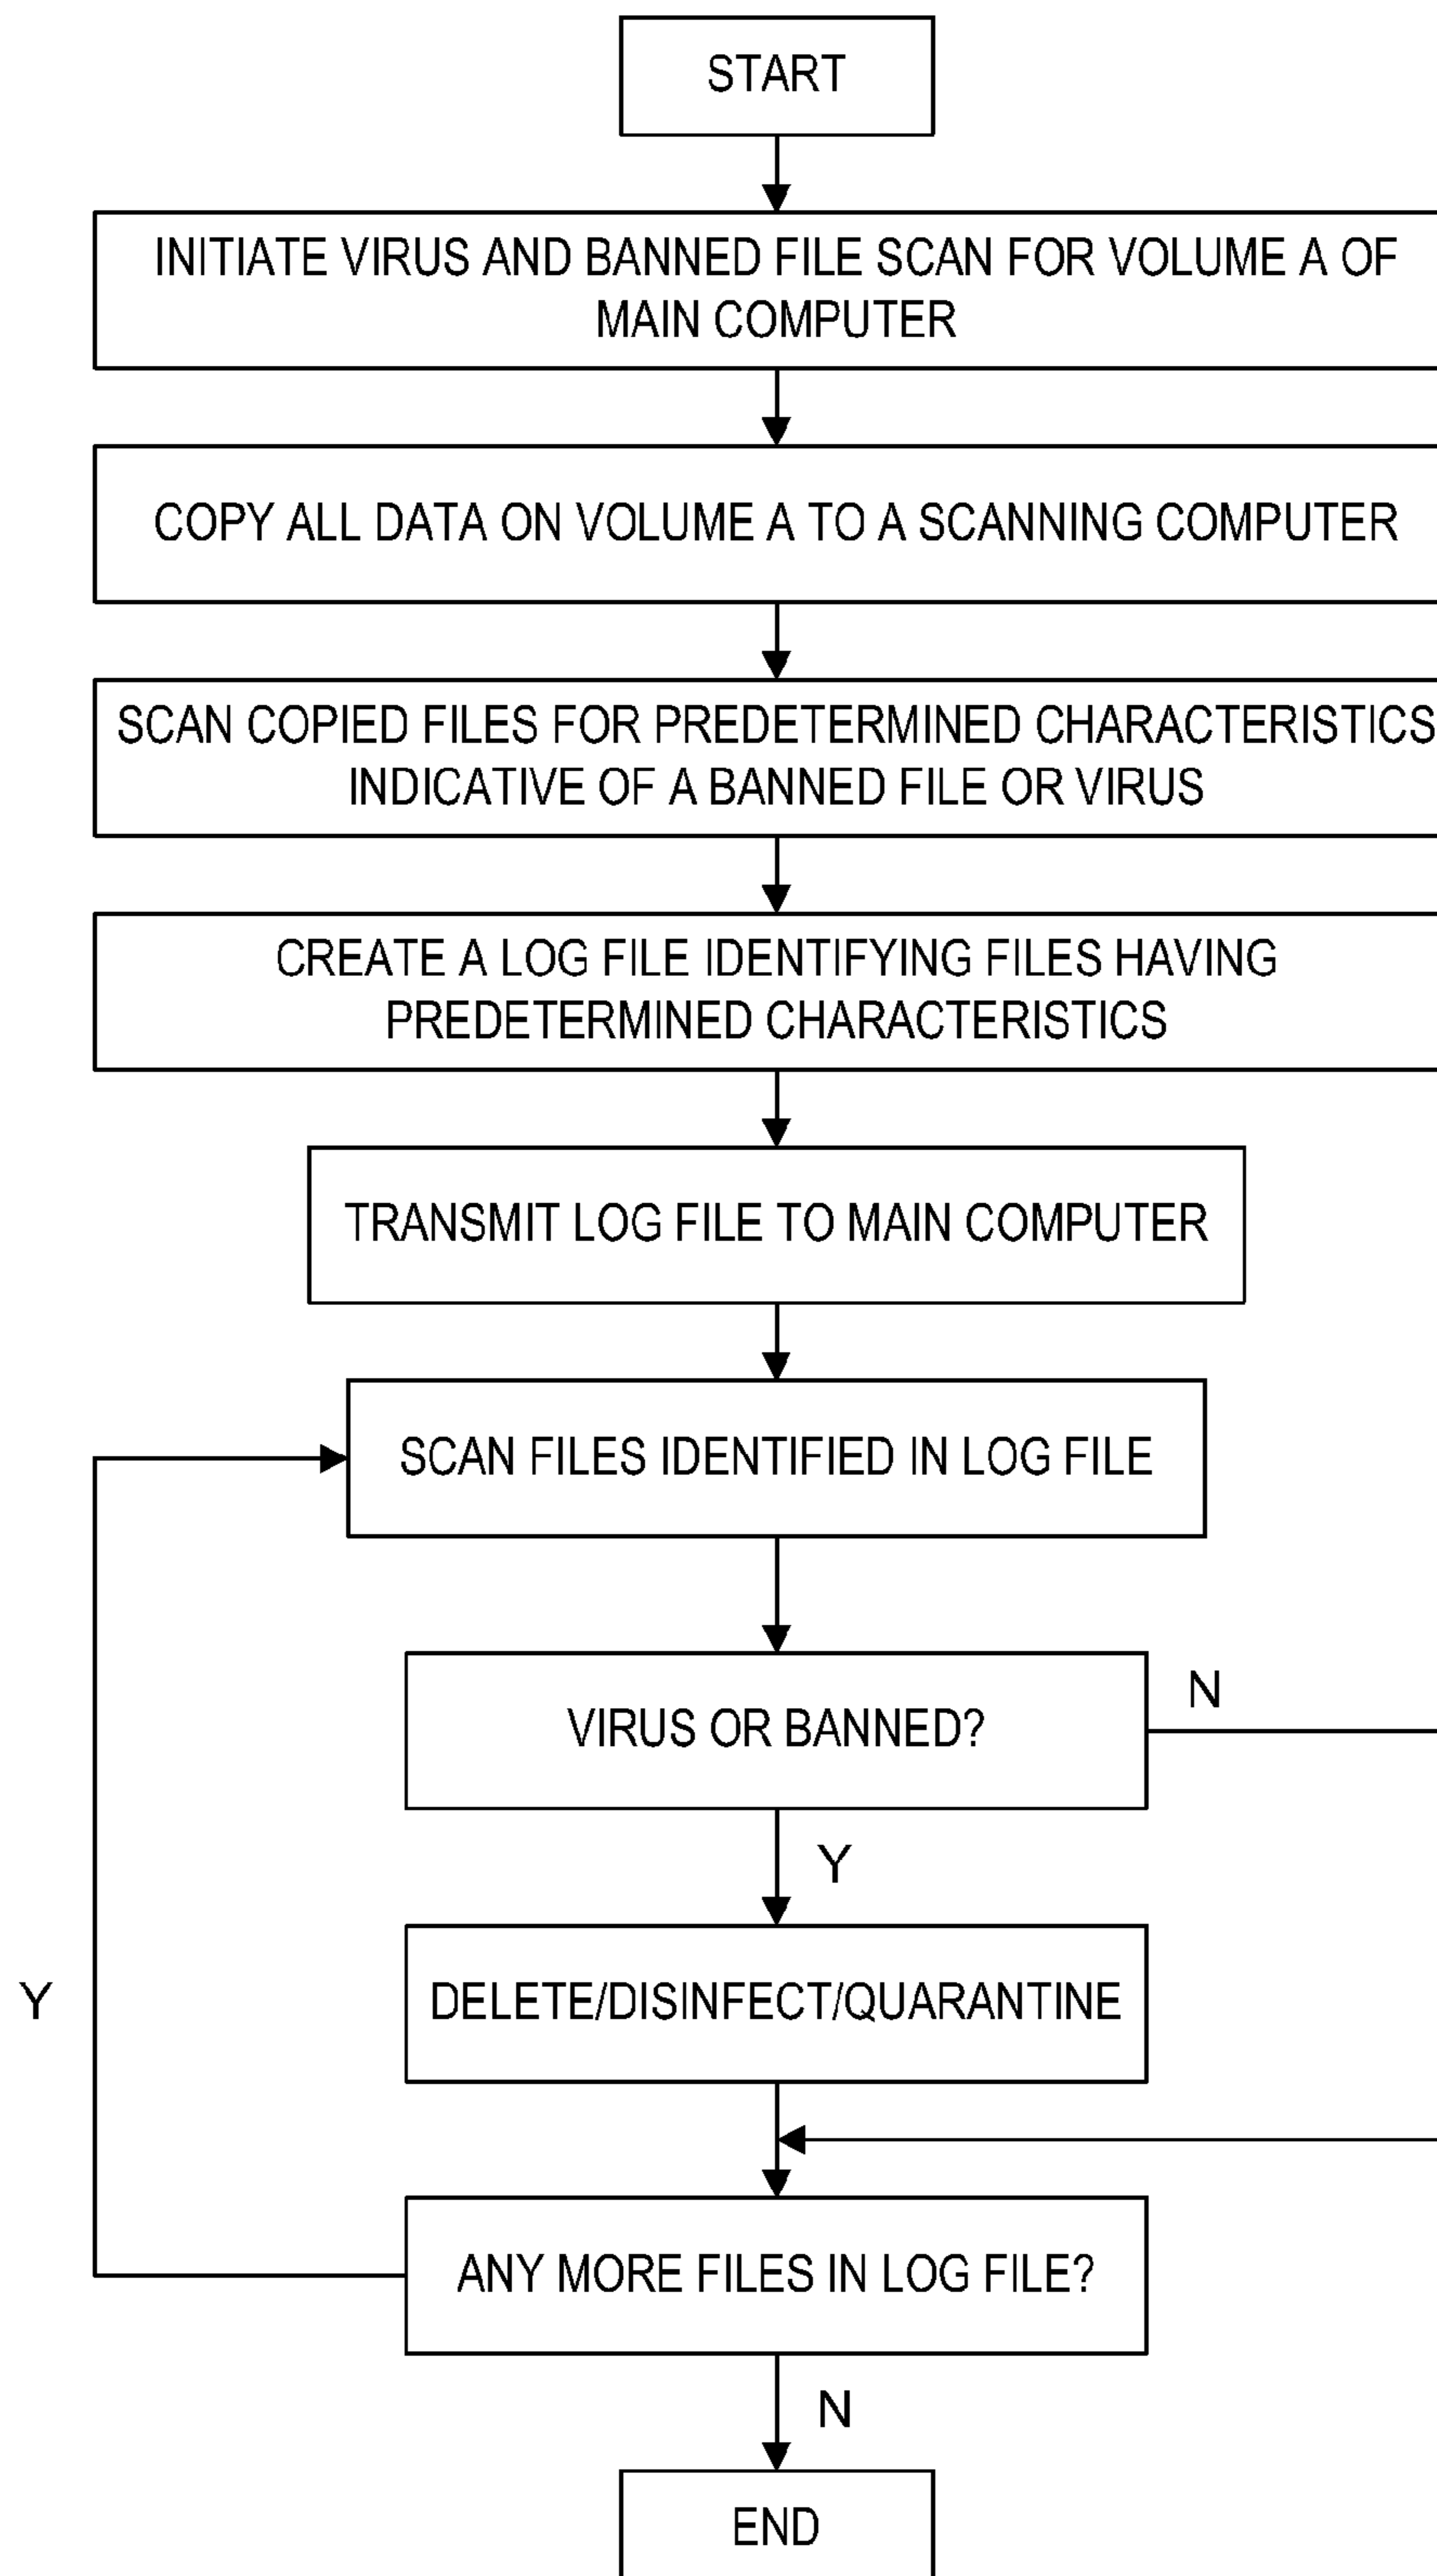 START
INITIATE VIRUS AND BANNED FILE SCAN FOR VOLUME A OF
MAIN COMPUTER
COPY ALL DATA ON VOLUME A TO A SCANNING COMPUTER
SCAN COPIED FILES FOR PREDETERMINED CHARACTERISTICS
INDICATIVE OF A BANNED FILE OR VIRUS
CREATE A LOG FILE IDENTIFYING FILES HAVING
PREDETERMINED CHARACTERISTICS
TRANSMIT LOG FILE TO MAIN COMPUTER
SCAN FILES IDENTIFIED IN LOG FILE
N
VIRUS OR BANNED?
Y
DELETE/DISINFECT/QUARANTINE
Y
ANY MORE FILES IN LOG FILE?
N
END